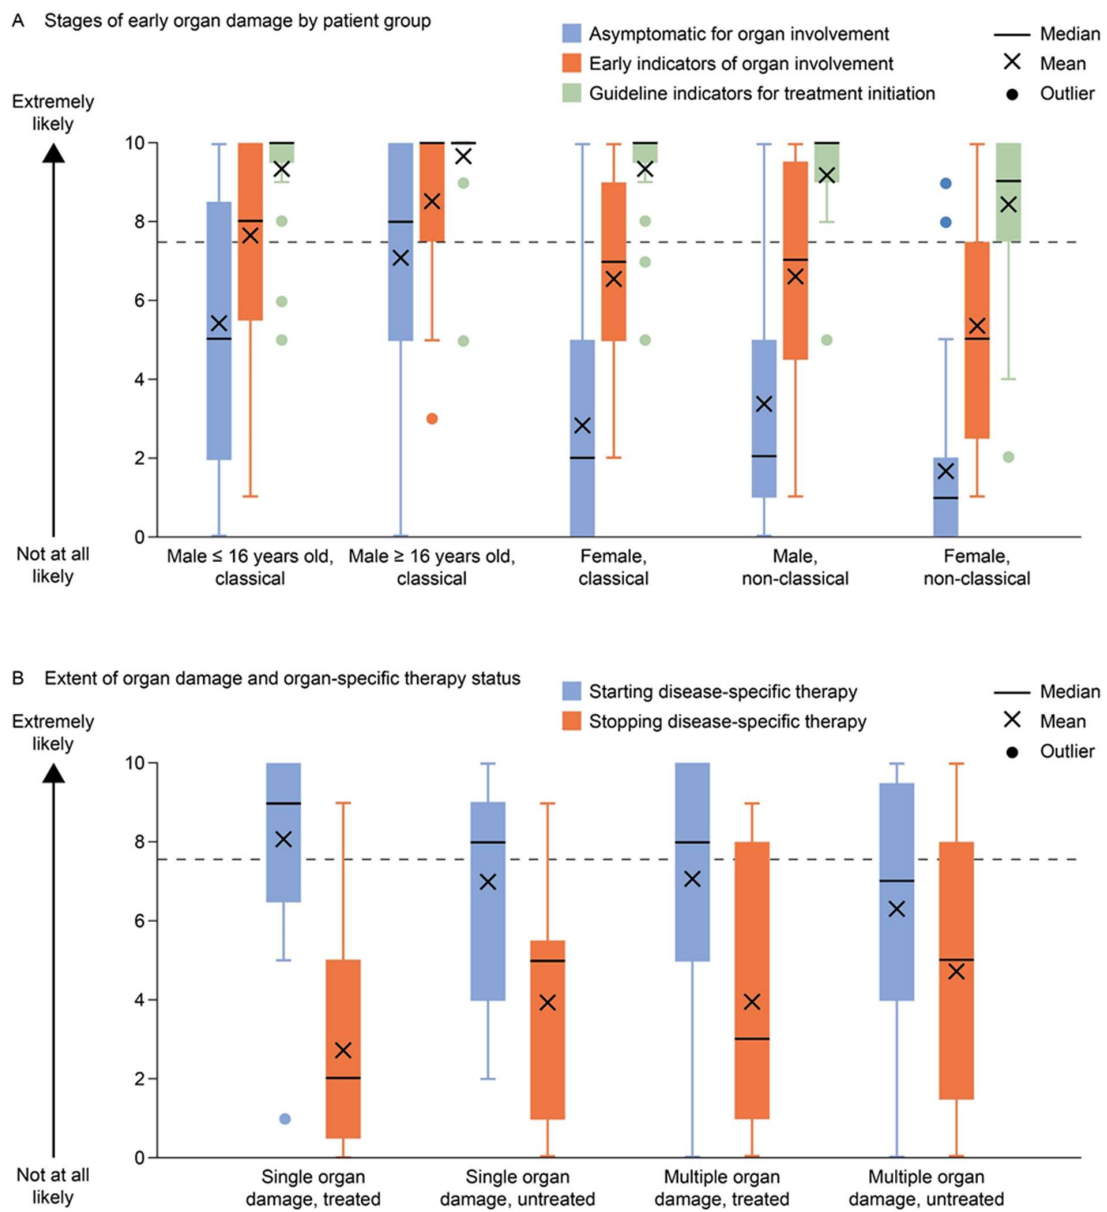 A Stages of early organ damage by patient group
Asymptomatic for organ involvement
Early indicators of organ involvement
Guideline indicators for treatment initiation
Median
Mean
Outlier
Extremely
likely
10
8
6
4
2
0
Not at all
likely
Male ≤ 16 years old,
classical
Male ≥ 16 years old,
classical
Female,
classical
Male,
non-classical
Female,
non-classical
B Extent of organ damage and organ-specific therapy status
Starting disease-specific therapy
Stopping disease-specific therapy
Median
Mean
Outlier
Extremely
likely
10
8
6
4
2
0
Not at all
likely
Single organ
damage, treated
Single organ
damage, untreated
Multiple organ
damage, treated
Multiple organ
damage, untreated